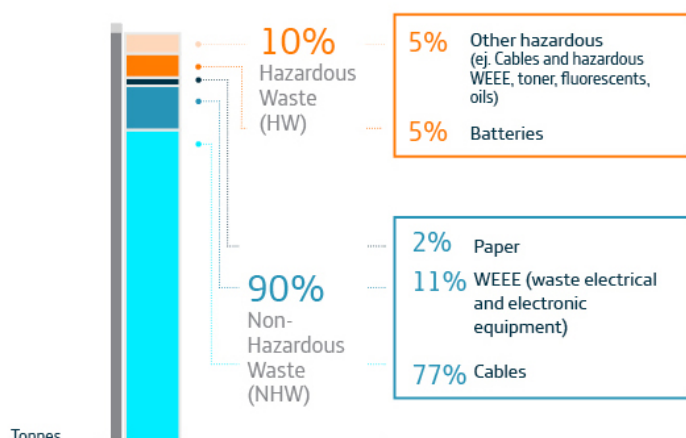 10%
Hazardous
Waste
(HW)
5% Other hazardous
(ej. Cables and hazardous
WEEE, toner, fluorescents,
oils)
5% Batteries
90%
Non-
Hazardous
Waste
(NHW)
2% Paper
11% WEEE (waste electrical
and electronic
equipment)
77% Cables
Tonnes